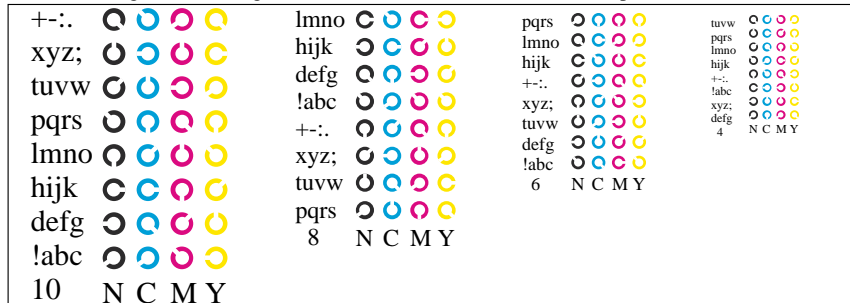 +-:.
xyz;
tuvw
pqrs
lmno
hijk
defg
!abc
10 N C M Y
lmno
hijk
defg
!abc
+-:.
xyz;
tuvw
pqrs
8 N C M Y
pqrs
lmno
hijk
+-:.
xyz;
tuvw
defg
!abc
6 N C M Y
tuvw
pqrs
lmno
hijk
+-:.
!abc
xyz;
defg
4 N C M Y